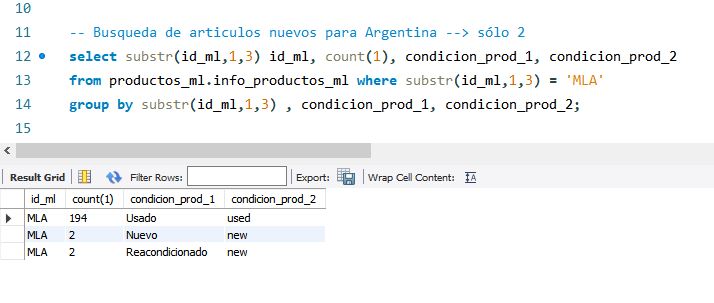 10
11 -- Busqueda de articulos nuevos para Argentina --> sólo 2
12 select substr(id_ml,1,3) id_ml, count(1), condicion_prod_1, condicion_prod_2
13 from productos_ml.info_productos_ml where substr(id_ml,1,3) = 'MLA'
14 group by substr(id_ml,1,3) , condicion_prod_1, condicion_prod_2;
15
Result Grid Filter Rows: Export: Wrap Cell Content:
id_ml count(1) condicion_prod_1 condicion_prod_2
MLA 194 Usado used
MLA 2 Nuevo new
MLA 2 Reacondicionado new